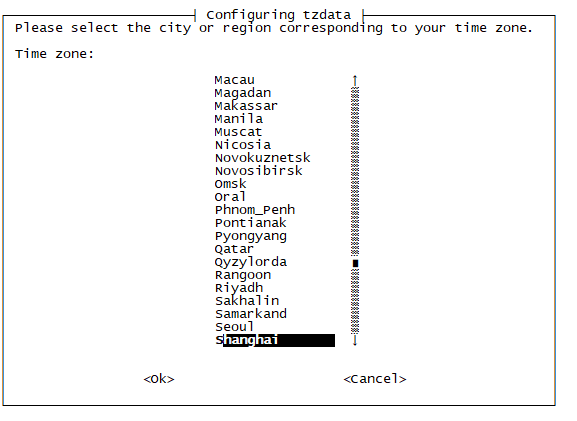 Configuring tzdata
Please select the city or region corresponding to your time zone.
Time zone:
Macau
Magadan
Makassar
Manila
Muscat
Nicosia
Novokuznetsk
Novosibirsk
Omsk
Oral
Phnom_Penh
Pontianak
Pyongyang
Qatar
Qyzylorda
Rangoon
Riyadh
Sakhalin
Samarkand
Seoul
Shanghai
<Ok> <Cancel>